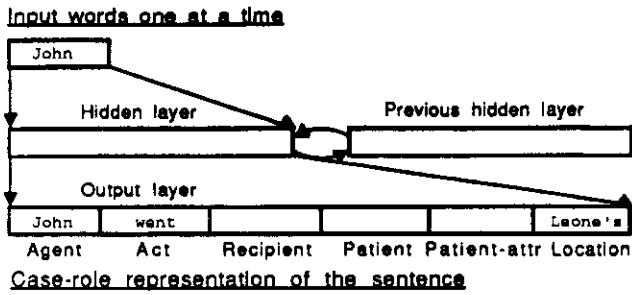 Input words one at a time
John
Hidden layer Previous hidden layer
Output layer
John went Leone's
Agent Act Recipient Patient Patient-attr Location
Case-role representation of the sentence